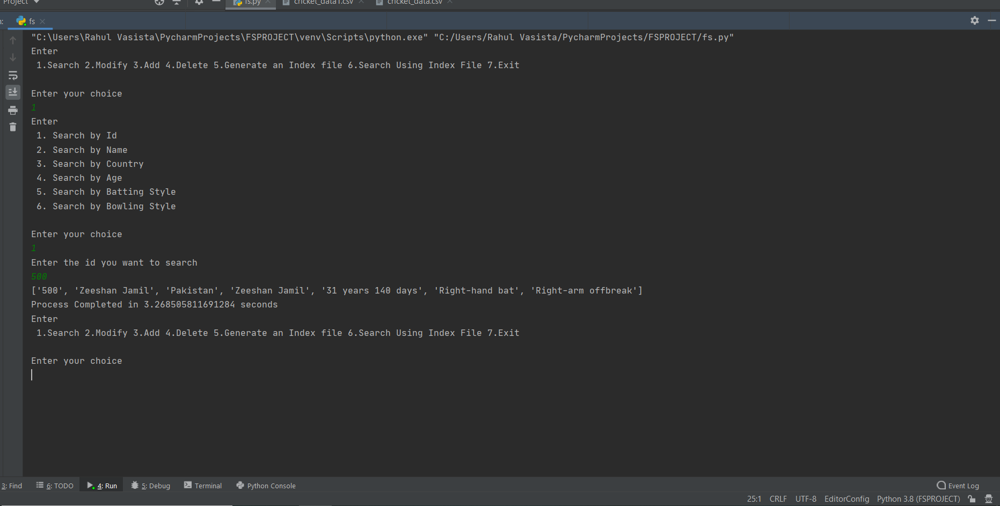 Project
fs.py
cricket_data1.csv
cricket_data.csv
fs
"C:\Users\Rahul Vasista\PycharmProjects\FSPROJECT\venv\Scripts\python.exe" "C:/Users/Rahul Vasista/PycharmProjects/FSPROJECT/fs.py"
Enter
1.Search 2.Modify 3.Add 4.Delete 5.Generate an Index file 6.Search Using Index File 7.Exit
Enter your choice
1
Enter
1. Search by Id
2. Search by Name
3. Search by Country
4. Search by Age
5. Search by Batting Style
6. Search by Bowling Style
Enter your choice
1
Enter the id you want to search
500
['500', 'Zeeshan Jamil', 'Pakistan', 'Zeeshan Jamil', '31 years 140 days', 'Right-hand bat', 'Right-arm offbreak']
Process Completed in 3.268505811691284 seconds
Enter
1.Search 2.Modify 3.Add 4.Delete 5.Generate an Index file 6.Search Using Index File 7.Exit
Enter your choice
3: Find 6: TODO 4: Run 5: Debug Terminal Python Console Event Log
25:1 CRLF UTF-8 EditorConfig Python 3.8 (FSPROJECT)